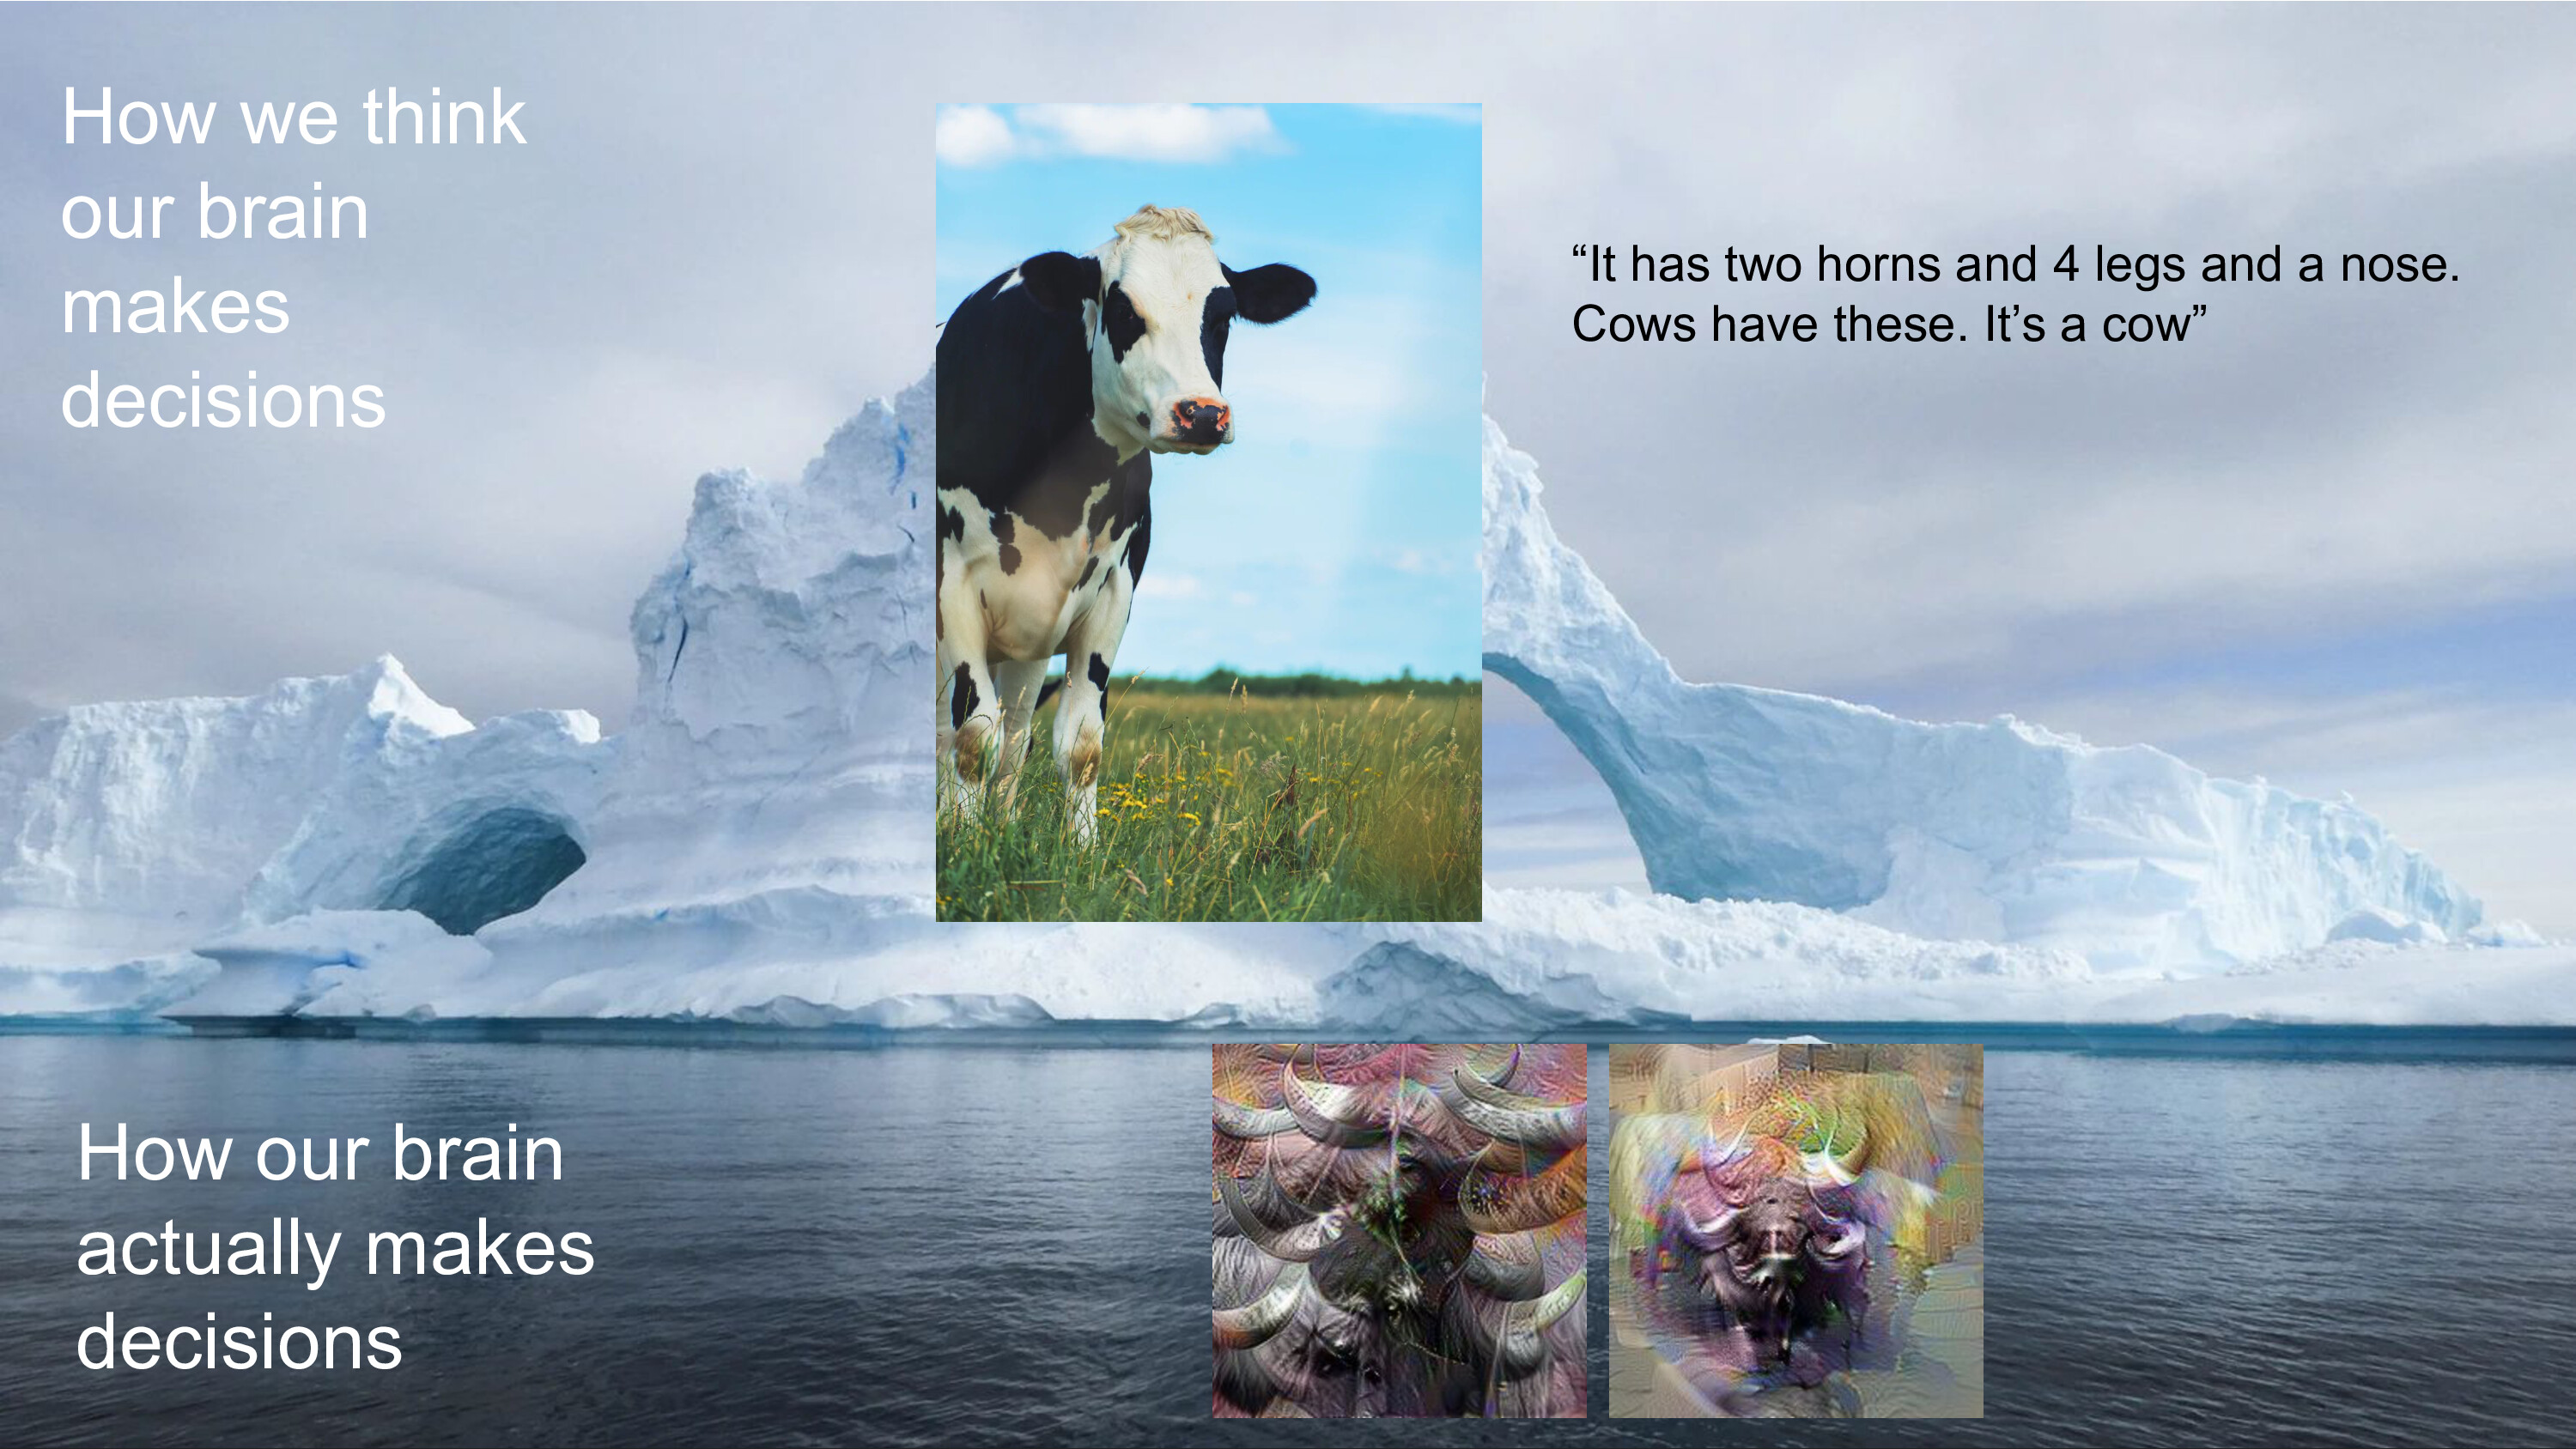 How we think
our brain
makes
decisions
“It has two horns and 4 legs and a nose.
Cows have these. It’s a cow”
How our brain
actually makes
decisions